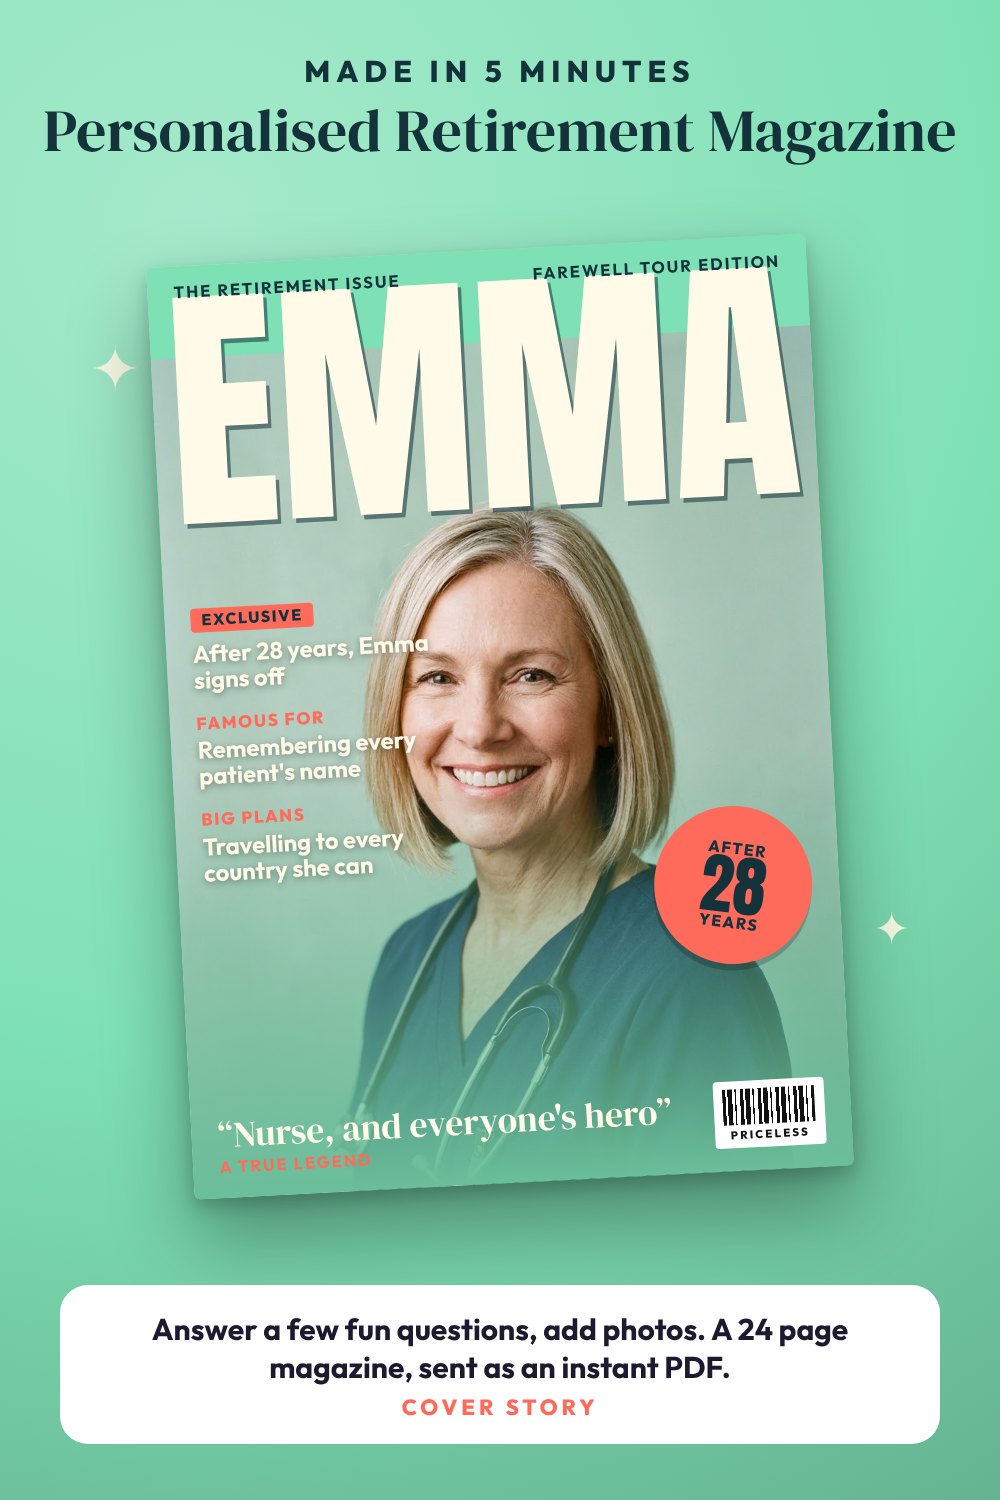 MADE IN 5 MINUTES
Personalised Retirement Magazine
THE RETIREMENT ISSUE
FAREWELL TOUR EDITION
EMMA
EXCLUSIVE
After 28 years, Emma
signs off
FAMOUS FOR
Remembering every
patient's name
BIG PLANS
Travelling to every
country she can
AFTER
28
YEARS
“Nurse, and everyone's hero”
A TRUE LEGEND
PRICELESS
Answer a few fun questions, add photos. A 24 page
magazine, sent as an instant PDF.
COVER STORY